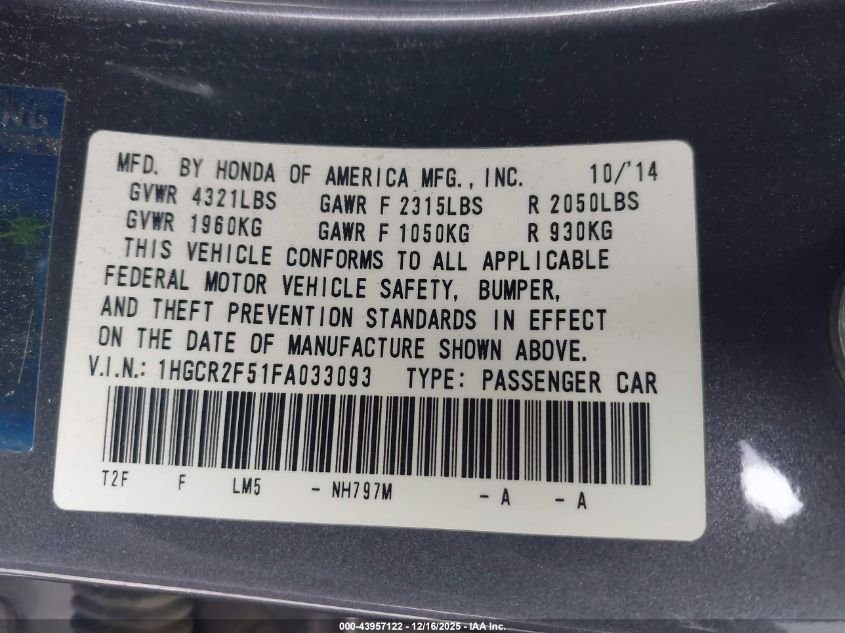 MFD. BY HONDA OF AMERICA MFG., INC. 10/'14
GVWR 4321LBS GAWR F 2315LBS R 2050LBS
GVWR 1960KG GAWR F 1050KG R 930KG
THIS VEHICLE CONFORMS TO ALL APPLICABLE
FEDERAL MOTOR VEHICLE SAFETY, BUMPER,
AND THEFT PREVENTION STANDARDS IN EFFECT
ON THE DATE OF MANUFACTURE SHOWN ABOVE.
V.I.N.: 1HGCR2F51FA033093 TYPE: PASSENGER CAR
T2F F LM5 - NH797M - A - A
000-43957122 - 12/16/2025 - IAA Inc.